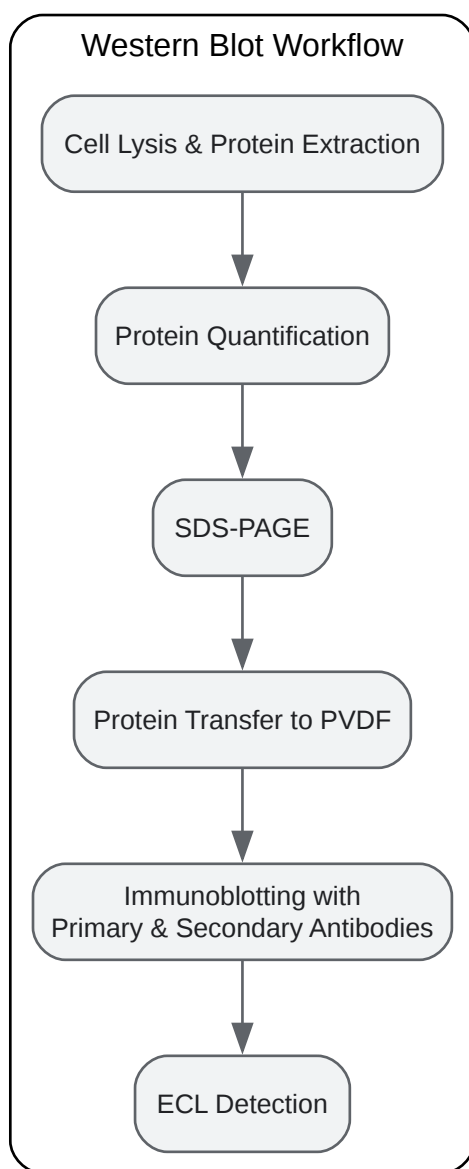 Western Blot Workflow
Cell Lysis & Protein Extraction
Protein Quantification
SDS-PAGE
Protein Transfer to PVDF
Immunoblotting with
Primary & Secondary Antibodies
ECL Detection